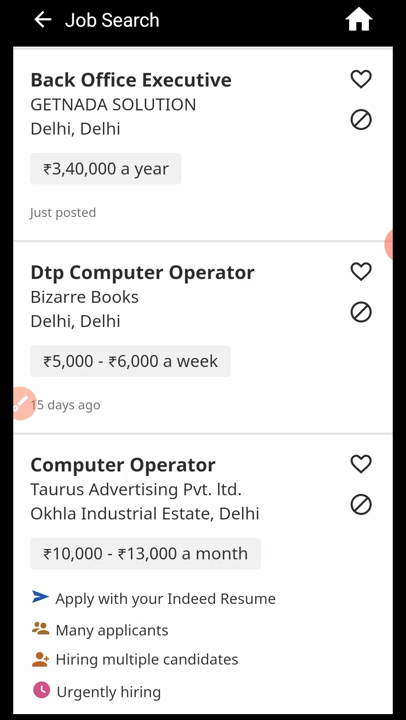 Job Search
Back Office Executive
GETNADA SOLUTION
Delhi, Delhi
₹3,40,000 a year
Just posted
Dtp Computer Operator
Bizarre Books
Delhi, Delhi
₹5,000 - ₹6,000 a week
15 days ago
Computer Operator
Taurus Advertising Pvt. ltd.
Okhla Industrial Estate, Delhi
₹10,000 - ₹13,000 a month
Apply with your Indeed Resume
Many applicants
Hiring multiple candidates
Urgently hiring